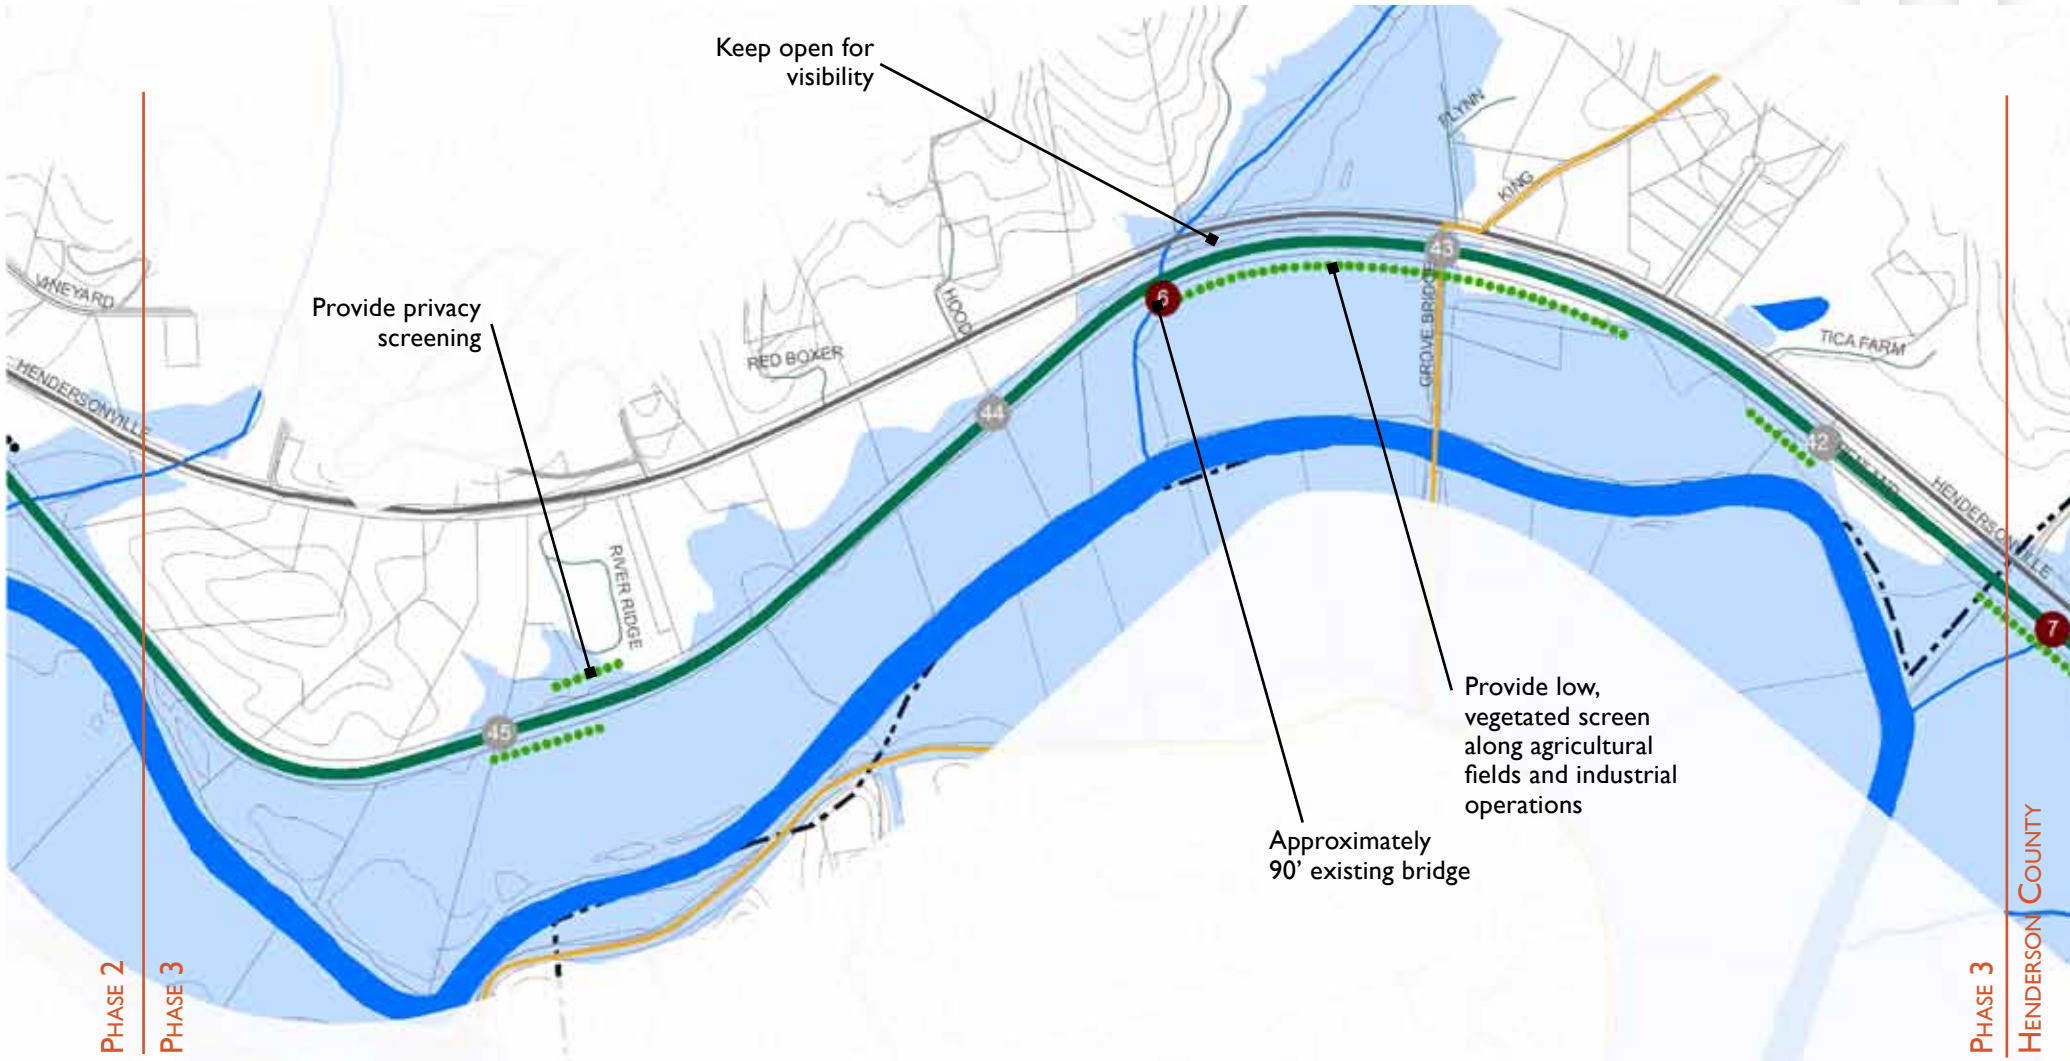 Keep open for
visibility
FLYNN
KING
43
VINEYARD
Provide privacy
screening
HOOD
6
GROVE BRIDGE
RED BOXER
TICA FARM
HENDERSONVILLE
44
42
HENDERSONVILLE
RIVER RIDGE
7
45
Provide low,
vegetated screen
along agricultural
fields and industrial
operations
Approximately
90’ existing bridge
PHASE 2
PHASE 3
PHASE 3
HENDERSON COUNTY